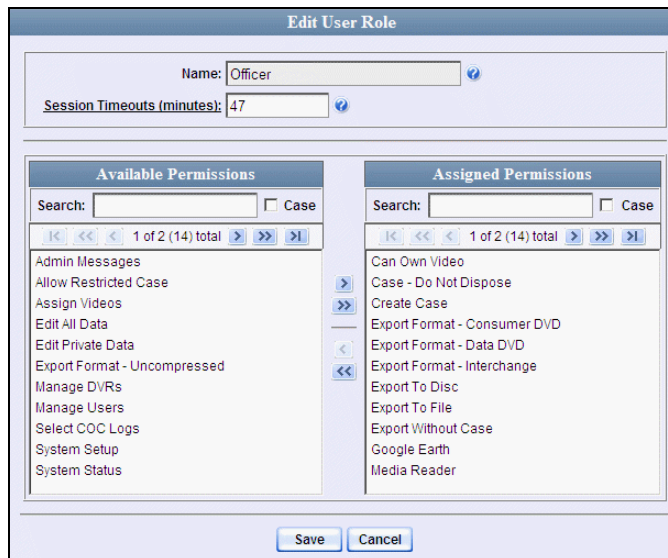 Edit User Role
Name: Officer
Session Timeouts (minutes): 47
Available Permissions
Search: Case
1 of 2 (14) total
Admin Messages
Allow Restricted Case
Assign Videos
Edit All Data
Edit Private Data
Export Format - Uncompressed
Manage DVRs
Manage Users
Select COC Logs
System Setup
System Status
Assigned Permissions
Search: Case
1 of 2 (14) total
Can Own Video
Case - Do Not Dispose
Create Case
Export Format - Consumer DVD
Export Format - Data DVD
Export Format - Interchange
Export To Disc
Export To File
Export Without Case
Google Earth
Media Reader
Save Cancel